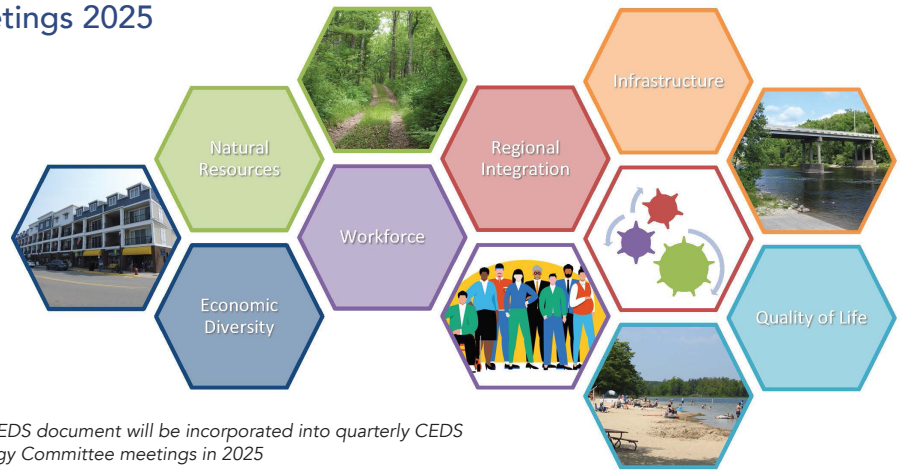 etings 2025
Infrastructure
Natural
Resources
Regional
Integration
Workforce
Economic
Diversity
Quality of Life
EDS document will be incorporated into quarterly CEDS
gy Committee meetings in 2025